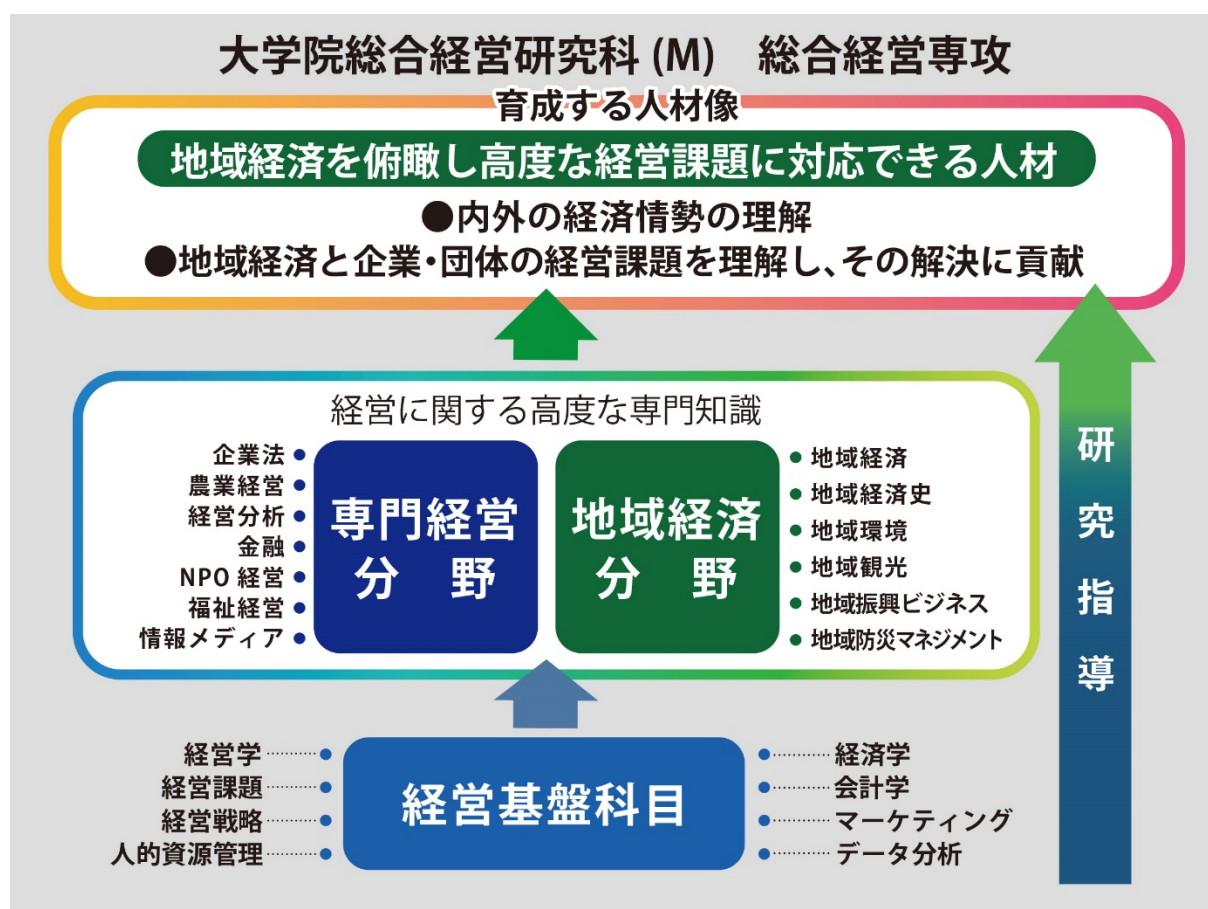 大学院総合経営研究科 (M)　総合経営専攻
育成する人材像
地域経済を俯瞰し高度な経営課題に対応できる人材
●内外の経済情勢の理解
●地域経済と企業・団体の経営課題を理解し、その解決に貢献
経営に関する高度な専門知識
企業法
農業経営
経営分析
金融
NPO 経営
福祉経営
情報メディア
専門経営
分　野
地域経済
分　野
地域経済
地域経済史
地域環境
地域観光
地域振興ビジネス
地域防災マネジメント
経営学
経営課題
経営戦略
人的資源管理
経営基盤科目
経済学
会計学
マーケティング
データ分析
研究指導